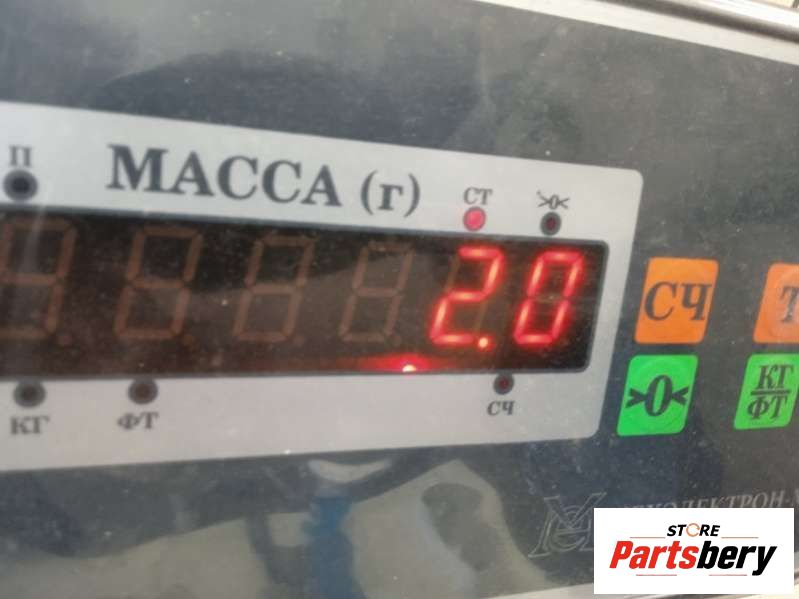 П
МАССА (г)
СТ
>0<
2.0
КГ
ФТ
СЧ
СЧ
Т
>0<
КГ
ФТ
STORE
Partsbery